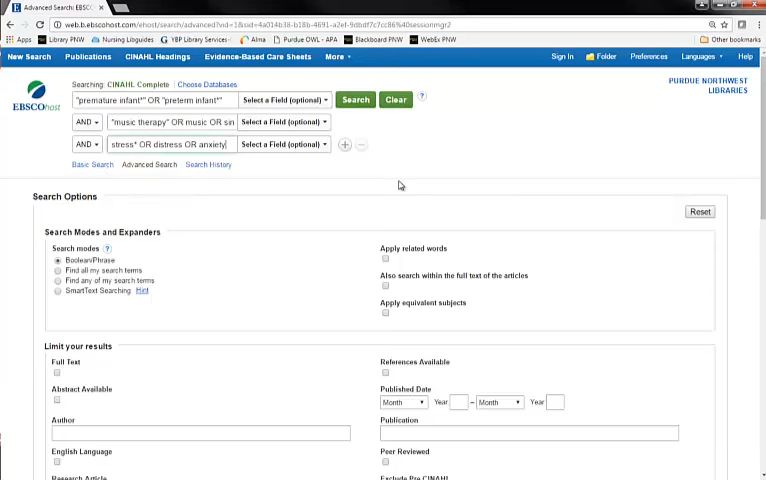 Advanced Search: EBSC
web.b.ebscohost.com/ehost/search/advanced?vid=1&sid=4a014b38-b18b-4691-a2ef-9dbdf7c7cc86%40sessionmgr2
Apps Library PNW Nursing Libguides YBP Library Services- Alma Purdue OWL - APA Blackboard PNW WebEx PNW Other bookmarks
New Search Publications CINAHL Headings Evidence-Based Care Sheets More Sign In Folder Preferences Languages Help
Searching: CINAHL Complete Choose Databases
PURDUE NORTHWEST
LIBRARIES
EBSCOhost
"premature infant*" OR "preterm infant*" Select a Field (optional) Search Clear ?
AND "music therapy" OR music OR sin Select a Field (optional)
AND stress* OR distress OR anxiety Select a Field (optional)
Basic Search Advanced Search Search History
Search Options
Reset
Search Modes and Expanders
Search modes ?
Boolean/Phrase
Find all my search terms
Find any of my search terms
SmartText Searching Hint
Apply related words
Also search within the full text of the articles
Apply equivalent subjects
Limit your results
Full Text
References Available
Abstract Available
Published Date
Month Year – Month Year
Author
Publication
English Language
Peer Reviewed
Research Article
Exclude Pre CINAHL